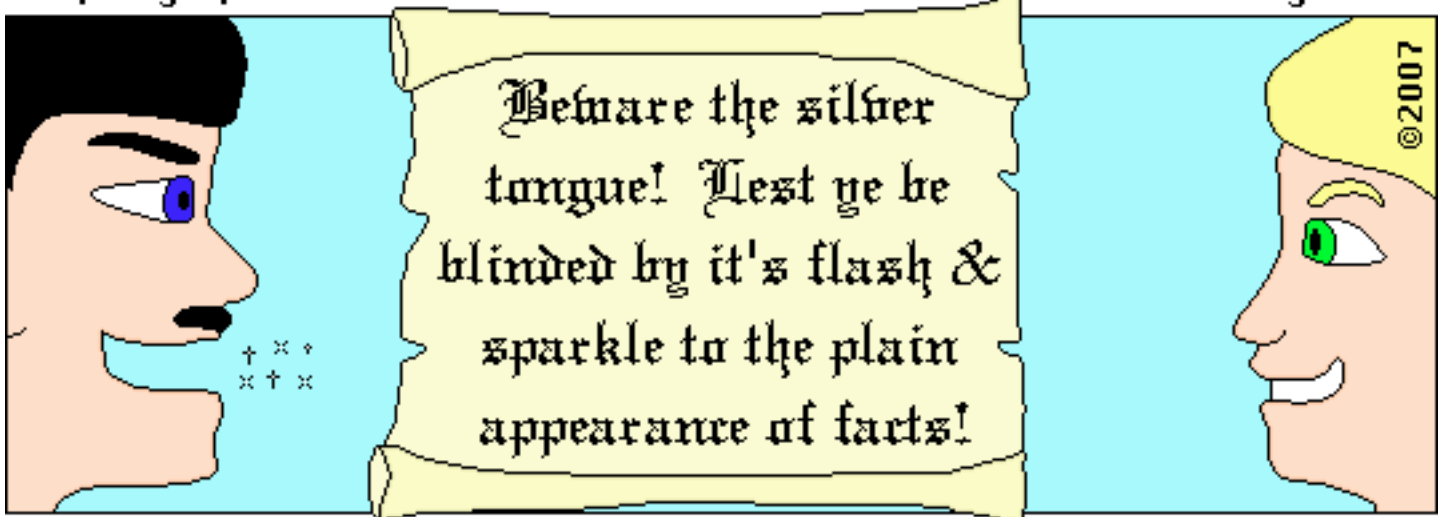 Beware the silver
tongue! Lest ye be
blinded by it's flash &
sparkle to the plain
appearance of facts!
©2007